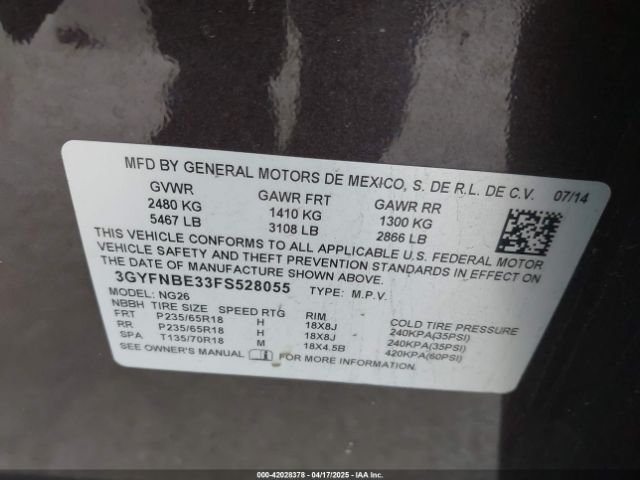 MFD BY GENERAL MOTORS DE MEXICO, S. DE R.L. DE C.V. 07/14
GVWR GAWR FRT GAWR RR
2480 KG 1410 KG 1300 KG
5467 LB 3108 LB 2866 LB
THIS VEHICLE CONFORMS TO ALL APPLICABLE U.S. FEDERAL MOTOR
VEHICLE SAFETY AND THEFT PREVENTION STANDARDS IN EFFECT ON
THE DATE OF MANUFACTURE SHOWN ABOVE.
3GYFNBE33FS528055 TYPE: M.P.V.
MODEL: NG26
NBBH TIRE SIZE SPEED RTG RIM COLD TIRE PRESSURE
FRT P235/65R18 H 18X8J 240KPA(35PSI)
RR P235/65R18 H 18X8J 240KPA(35PSI)
SPA T135/70R18 M 18X4.5B 420KPA(60PSI)
SEE OWNER'S MANUAL FOR MORE INFORMATION.
000-42028378 - 04/17/2025 - IAA Inc.